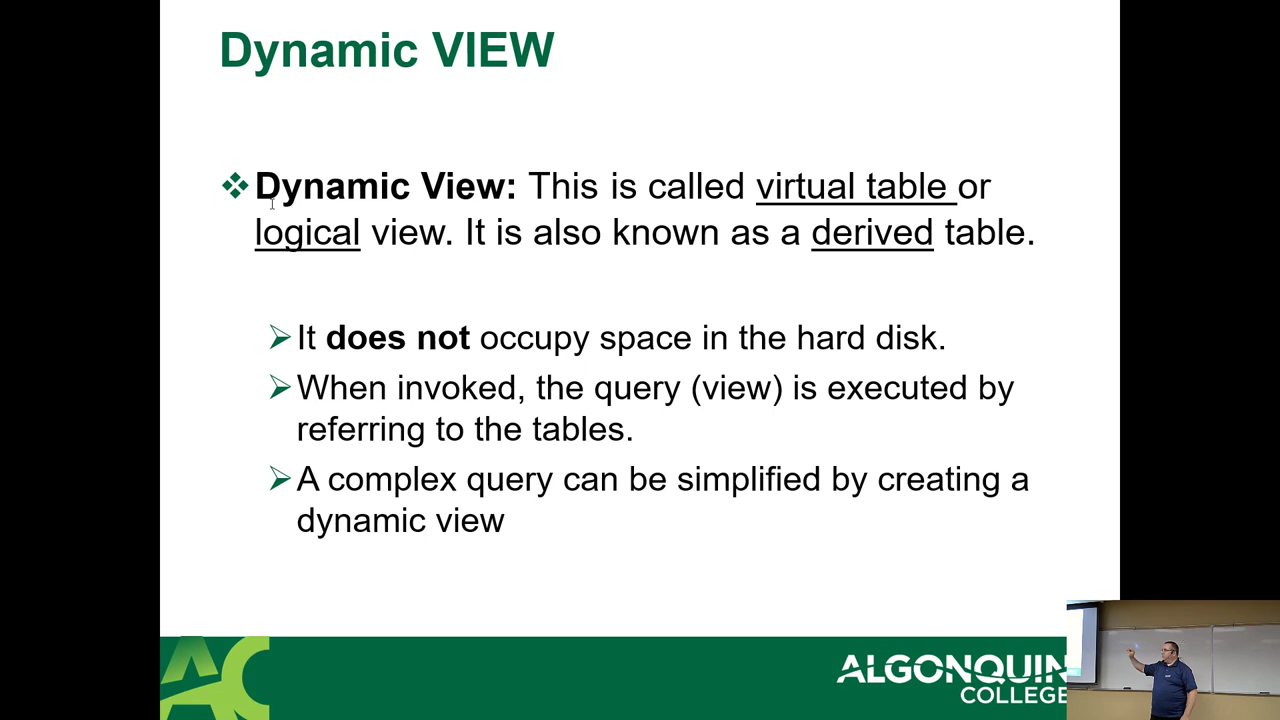 Dynamic VIEW
Dynamic View: This is called virtual table or
logical view. It is also known as a derived table.
It does not occupy space in the hard disk.
When invoked, the query (view) is executed by
referring to the tables.
A complex query can be simplified by creating a
dynamic view
AC
ALGONQUIN
COLLEGE